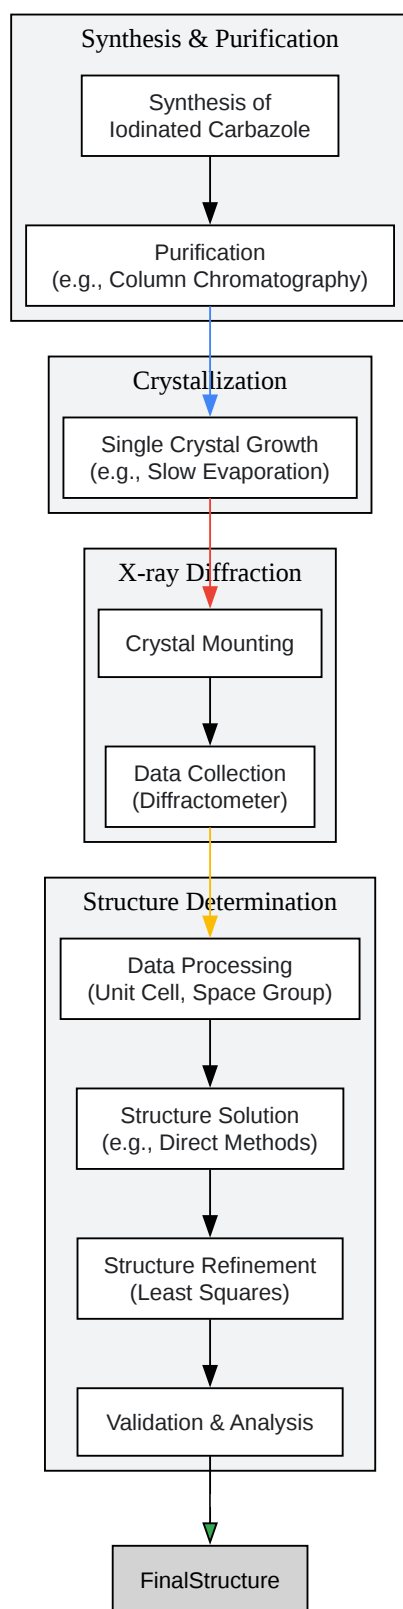 Synthesis & Purification
Synthesis of
Iodinated Carbazole
Purification
(e.g., Column Chromatography)
Crystallization
Single Crystal Growth
(e.g., Slow Evaporation)
X-ray Diffraction
Crystal Mounting
Data Collection
(Diffractometer)
Structure Determination
Data Processing
(Unit Cell, Space Group)
Structure Solution
(e.g., Direct Methods)
Structure Refinement
(Least Squares)
Validation & Analysis
FinalStructure